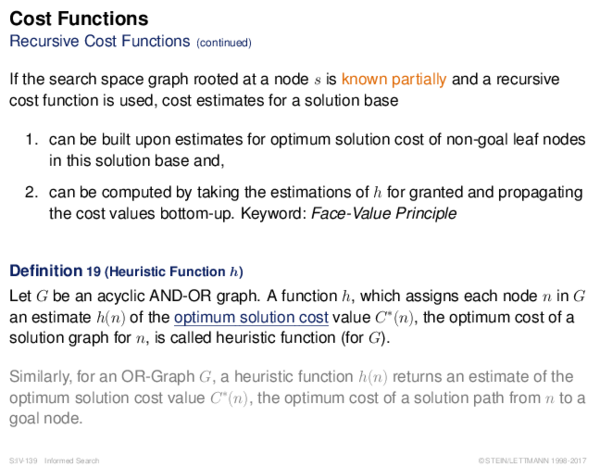 Cost Functions
Recursive Cost Functions (continued)
If the search space graph rooted at a node s is known partially and a recursive
cost function is used, cost estimates for a solution base
1. can be built upon estimates for optimum solution cost of non-goal leaf nodes
in this solution base and,
2. can be computed by taking the estimations of h for granted and propagating
the cost values bottom-up. Keyword: Face-Value Principle
Definition 19 (Heuristic Function h)
Let G be an acyclic AND-OR graph. A function h, which assigns each node n in G
an estimate h(n) of the optimum solution cost value C*(n), the optimum cost of a
solution graph for n, is called heuristic function (for G).
Similarly, for an OR-Graph G, a heuristic function h(n) returns an estimate of the
optimum solution cost value C*(n), the optimum cost of a solution path from n to a
goal node.
S:IV-139 Informed Search ©STEIN/LETTMANN 1998-2017